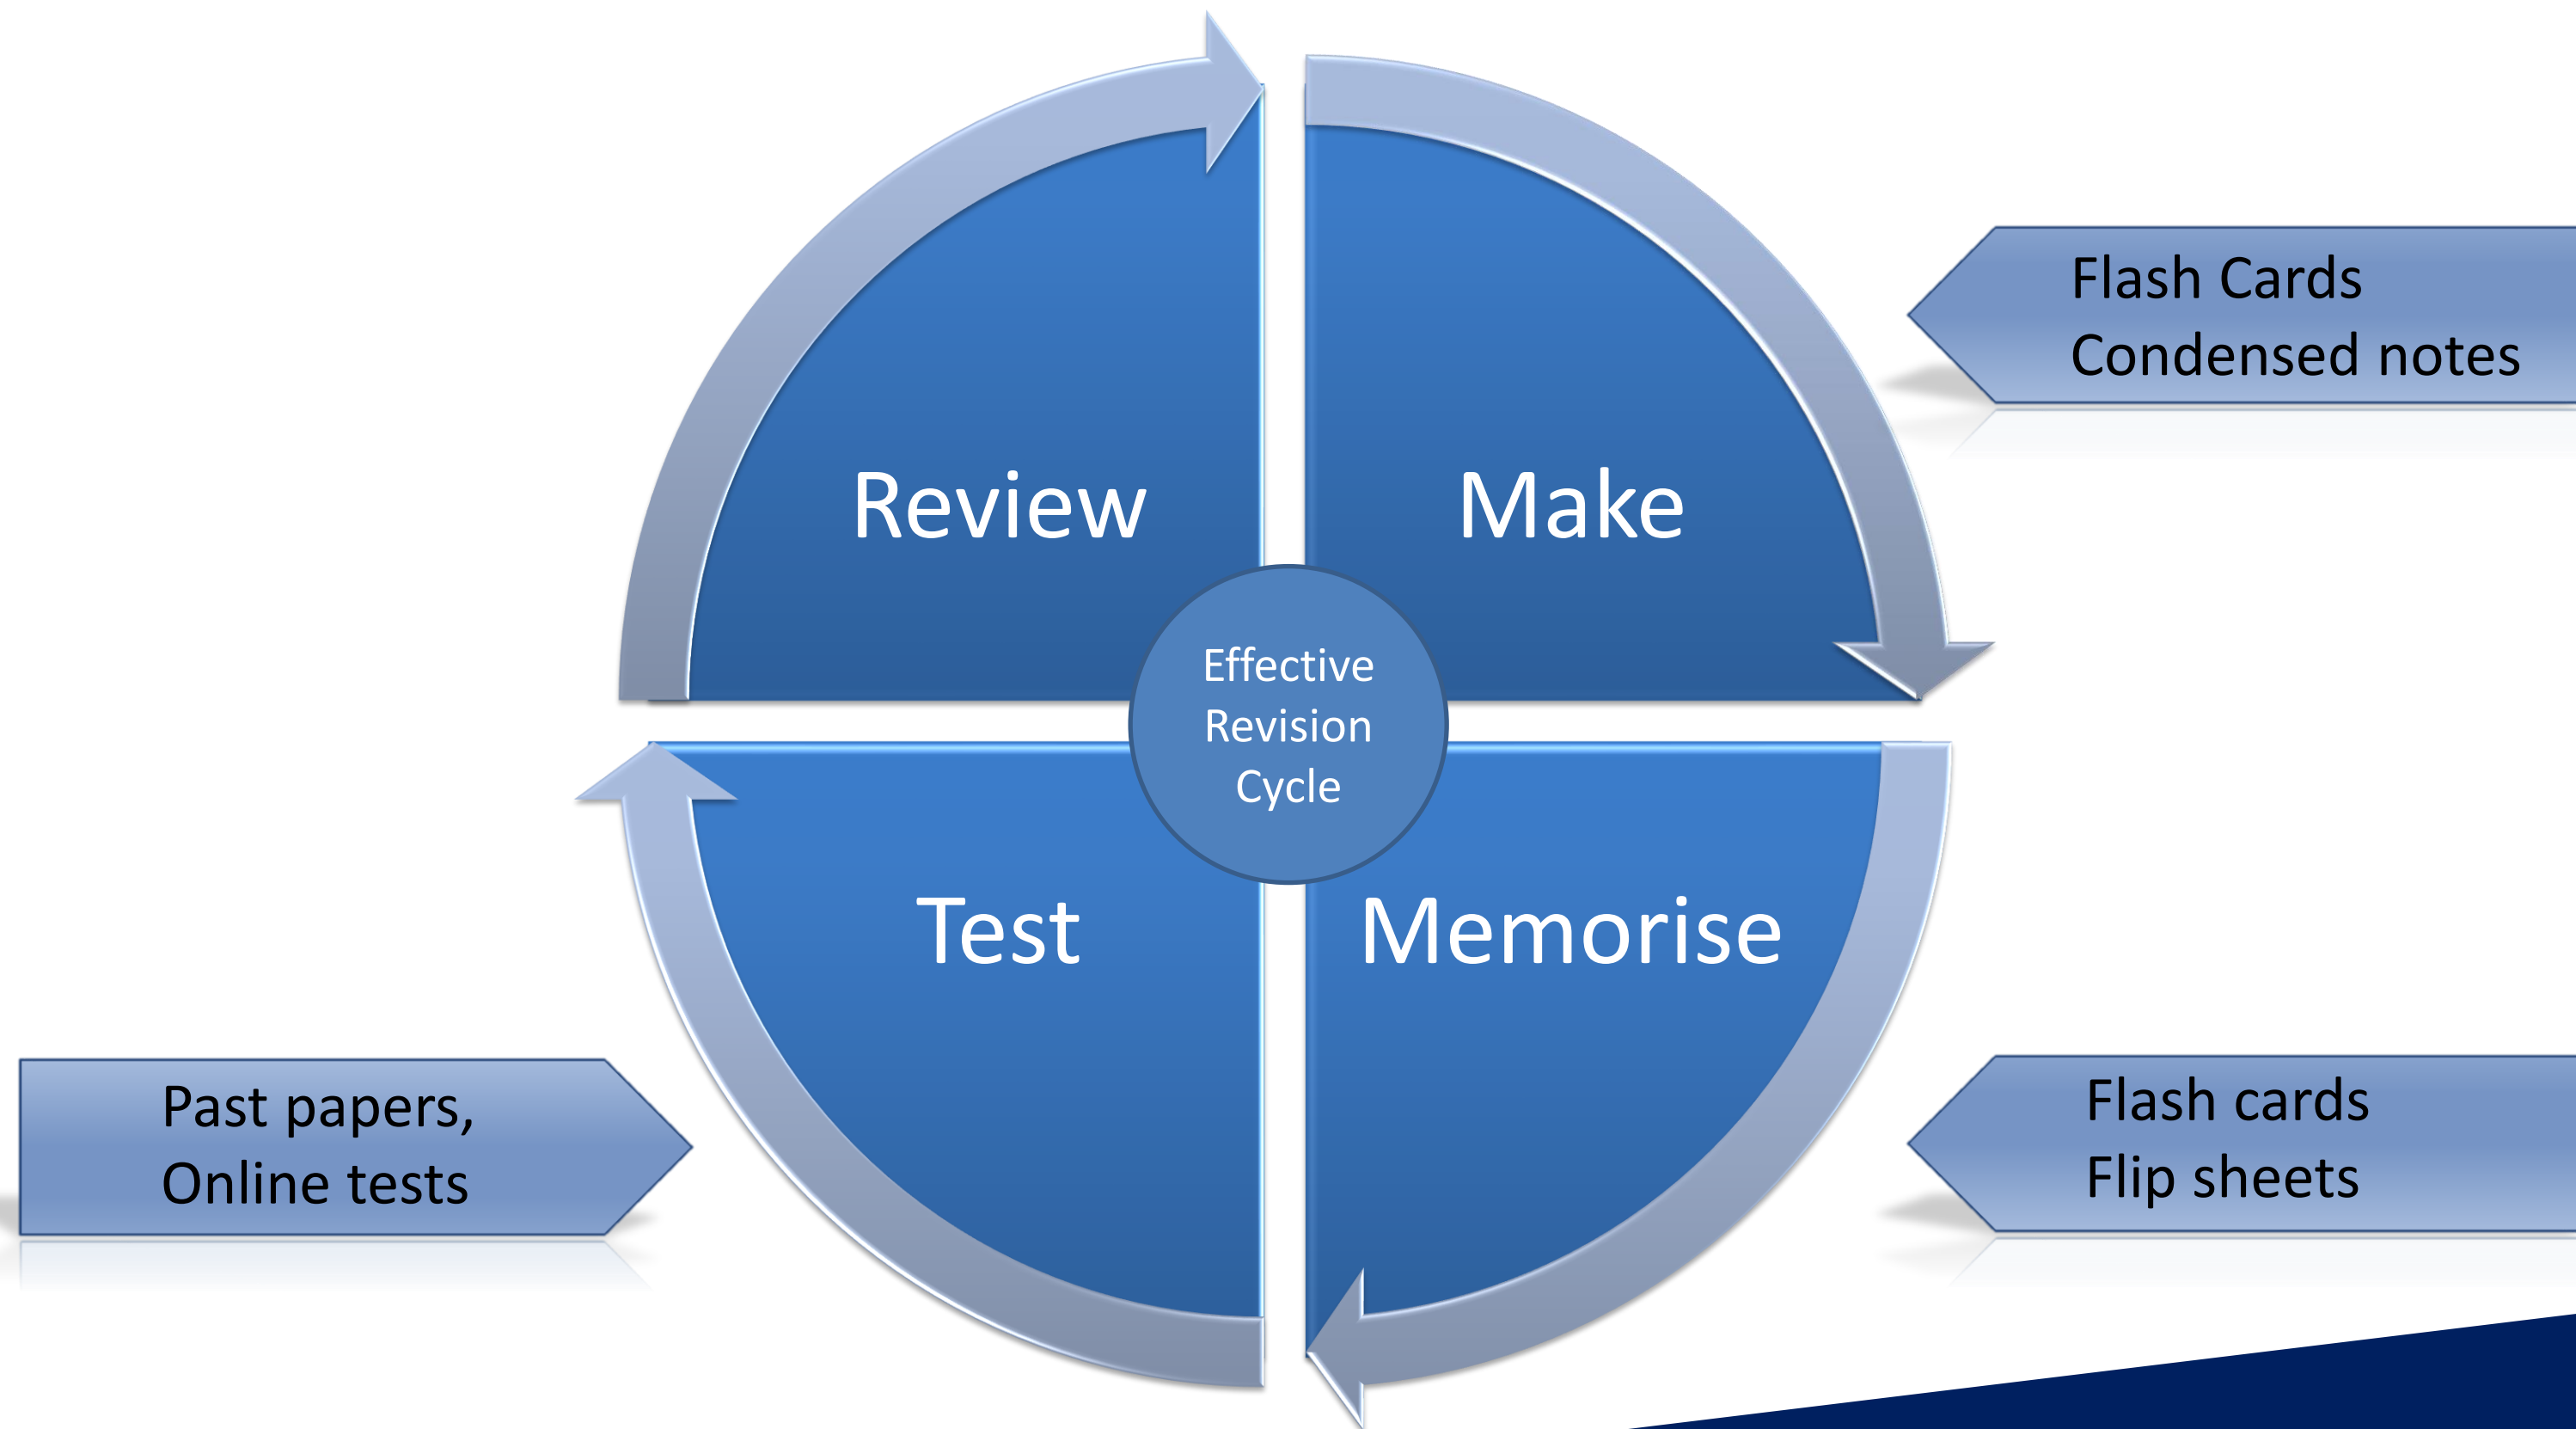 Review
Make
Flash Cards
Condensed notes
Effective
Revision
Cycle
Test
Memorise
Past papers,
Online tests
Flash cards
Flip sheets